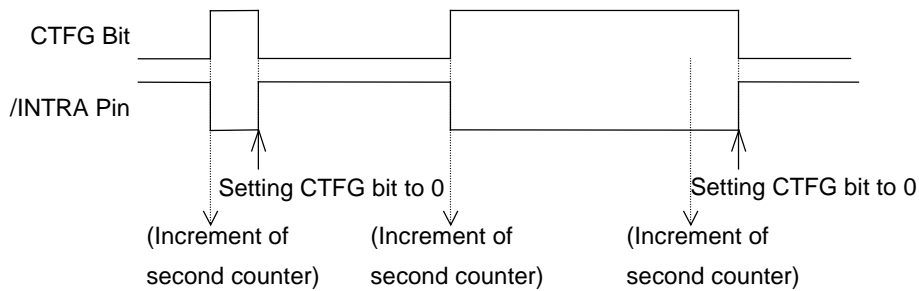 CTFG Bit
/INTRA Pin
Setting CTFG bit to 0
Setting CTFG bit to 0
(Increment of
second counter)
(Increment of
second counter)
(Increment of
second counter)